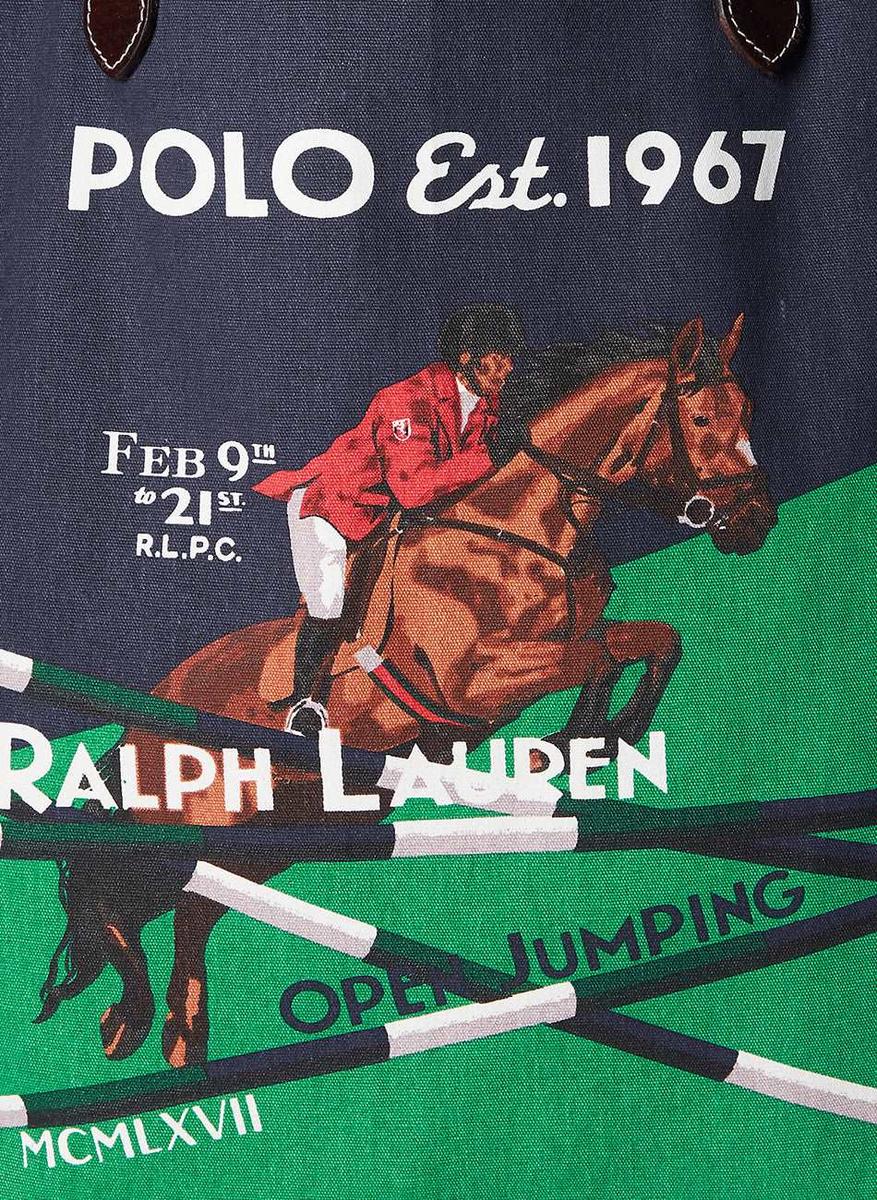 POLO Est. 1967
FEB 9TH
to 21ST.
R.L.P.C.
RALPH LAUREN
OPEN JUMPING
MCMLXVII